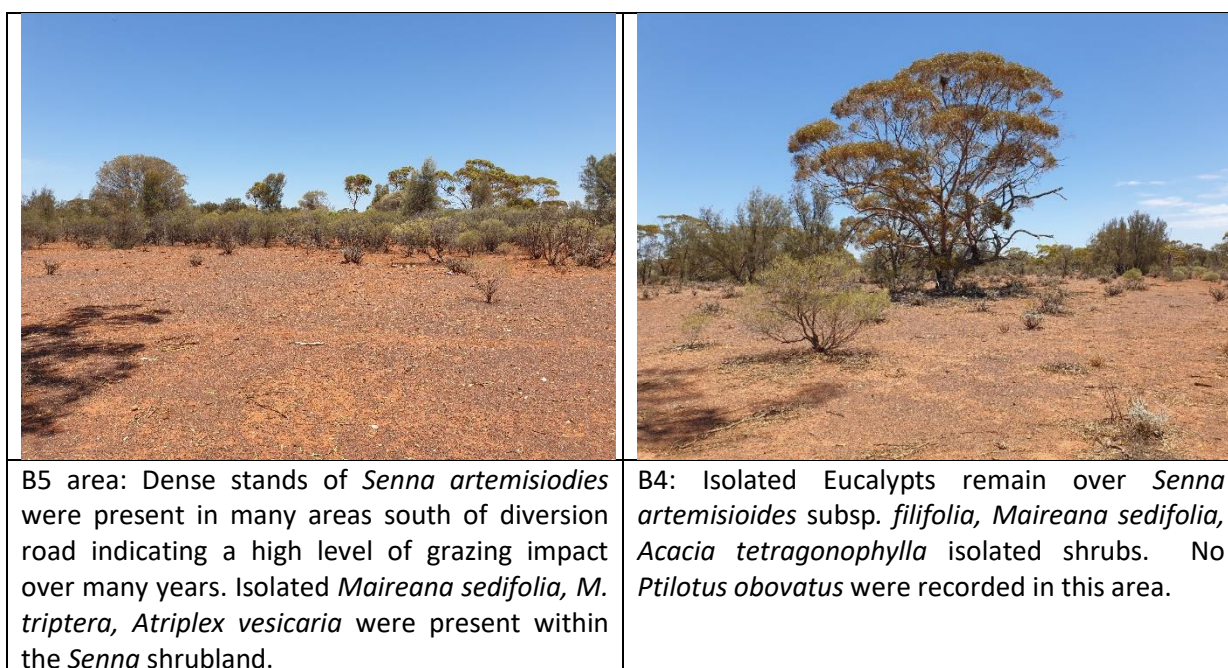 B5 area: Dense stands of Senna artemisiodies
were present in many areas south of diversion
road indicating a high level of grazing impact
over many years. Isolated Maireana sedifolia, M.
triptera, Atriplex vesicaria were present within
the Senna shrubland.
B4: Isolated Eucalypts remain over Senna
artemisioides subsp. filifolia, Maireana sedifolia,
Acacia tetragonophylla isolated shrubs. No
Ptilotus obovatus were recorded in this area.